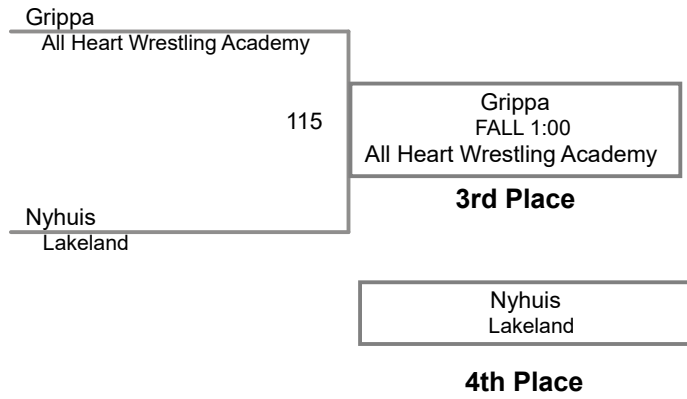 Grippa
All Heart Wrestling Academy
115
Grippa
FALL 1:00
All Heart Wrestling Academy
3rd Place
Nyhuis
Lakeland
Nyhuis
Lakeland
4th Place